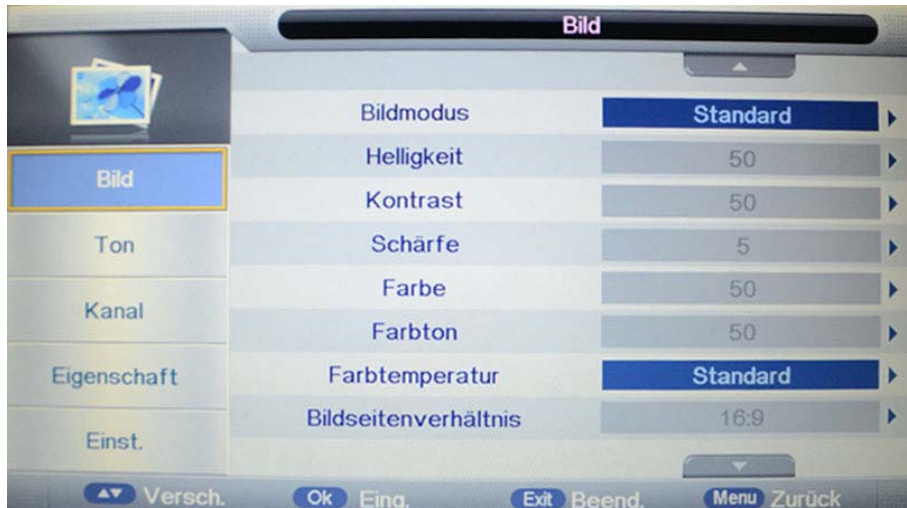 Bild
Bild
Ton
Kanal
Eigenschaft
Einst.
Bildmodus Standard
Helligkeit 50
Kontrast 50
Schärfe 5
Farbe 50
Farbton 50
Farbtemperatur Standard
Bildseitenverhältnis 16:9
Versch. Ok Eing. Exit Beend. Menu Zurück